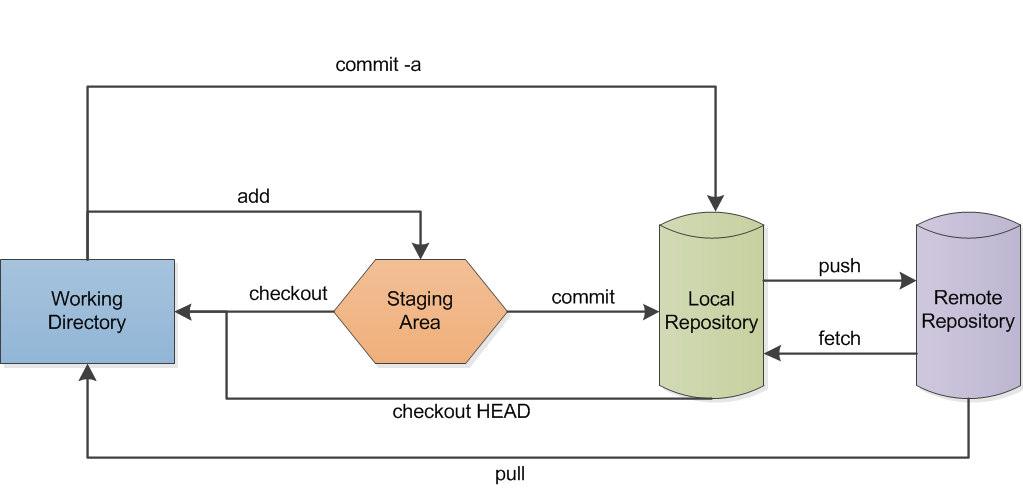 commit -a
add
Working
Directory
checkout
Staging
Area
commit
Local
Repository
push
fetch
Remote
Repository
checkout HEAD
pull